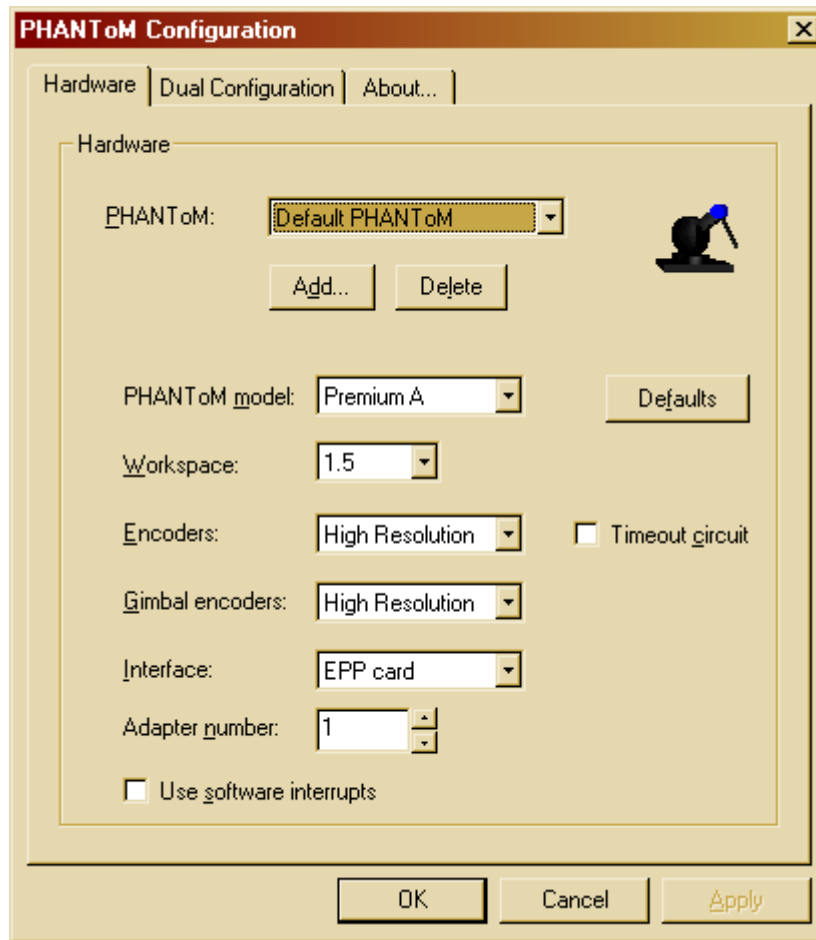 PHANToM Configuration
Hardware Dual Configuration About...
Hardware
PHANToM: Default PHANToM
Add... Delete
PHANToM model: Premium A Defaults
Workspace: 1.5
Encoders: High Resolution Timeout circuit
Gimbal encoders: High Resolution
Interface: EPP card
Adapter number: 1
Use software interrupts
OK Cancel Apply